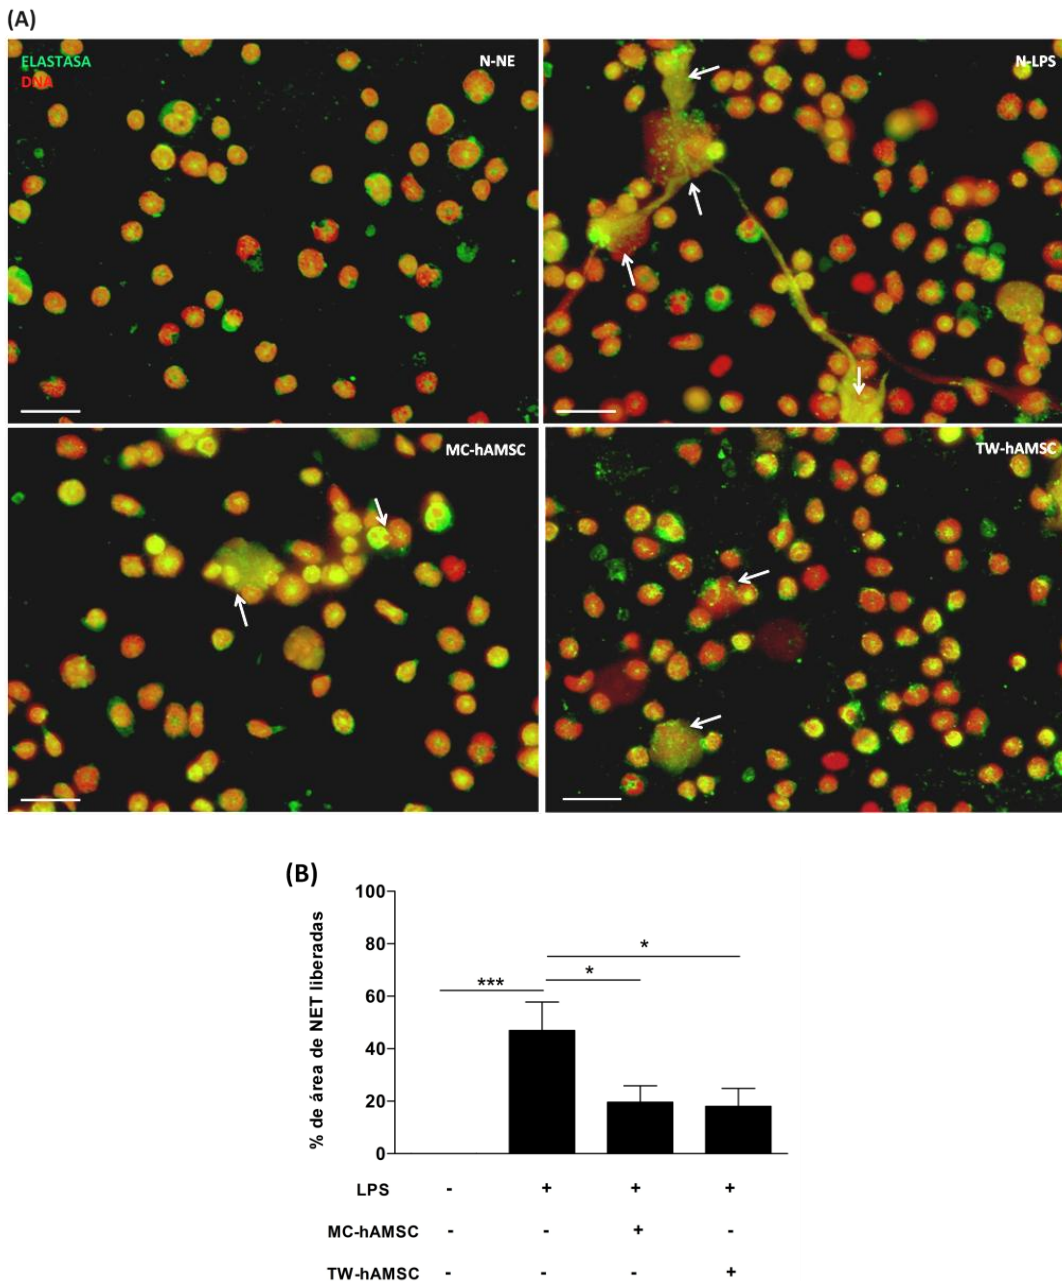 (A)
ELASTASA
DNA
N-NE
N-LPS
MC-hAMSC
TW-hAMSC
(B)
% de área de NET liberadas
100
80
60
40
20
0
***
*
*
LPS - + + +
MC-hAMSC - - + -
TW-hAMSC - - - +